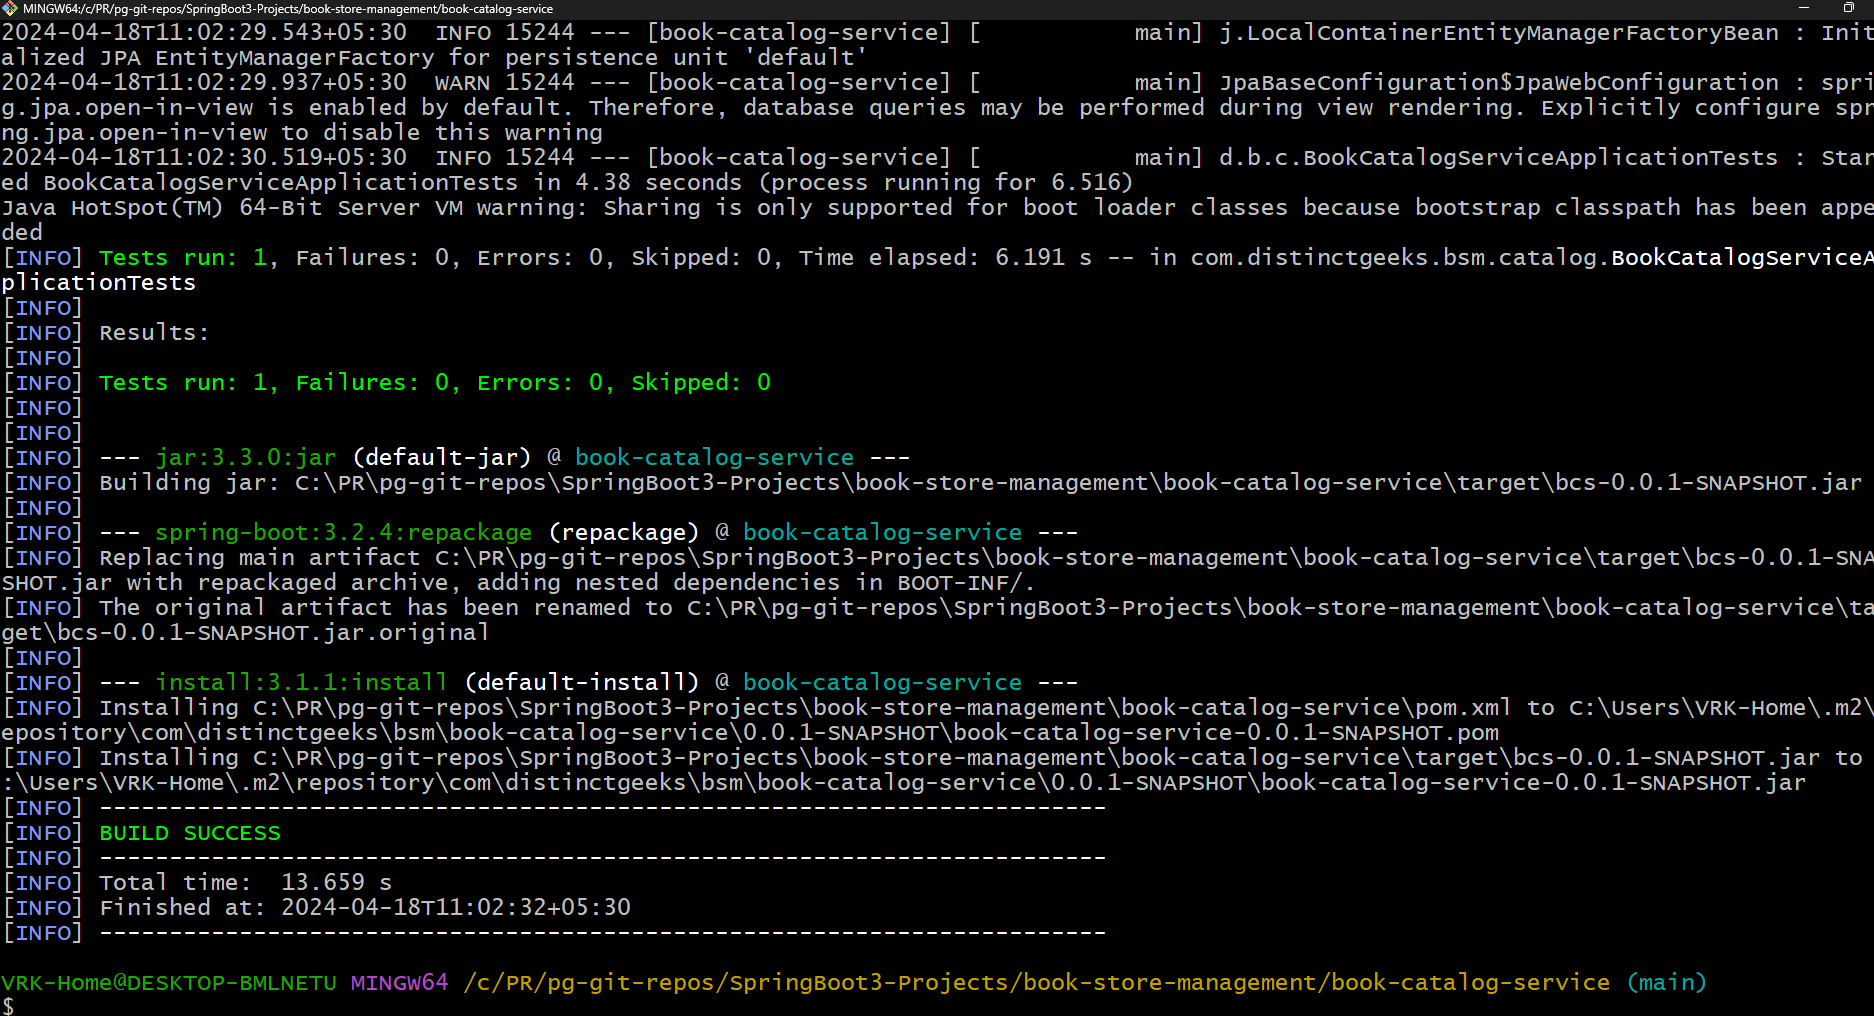 MINGW64:/c/PR/pg-git-repos/SpringBoot3-Projects/book-store-management/book-catalog-service
2024-04-18T11:02:29.543+05:30  INFO 15244 --- [book-catalog-service] [           main] j.LocalContainerEntityManagerFactoryBean : Init
alized JPA EntityManagerFactory for persistence unit 'default'
2024-04-18T11:02:29.937+05:30  WARN 15244 --- [book-catalog-service] [           main] JpaBaseConfiguration$JpaWebConfiguration : spri
g.jpa.open-in-view is enabled by default. Therefore, database queries may be performed during view rendering. Explicitly configure spr
ng.jpa.open-in-view to disable this warning
2024-04-18T11:02:30.519+05:30  INFO 15244 --- [book-catalog-service] [           main] d.b.c.BookCatalogServiceApplicationTests : Star
ed BookCatalogServiceApplicationTests in 4.38 seconds (process running for 6.516)
Java HotSpot(TM) 64-Bit Server VM warning: Sharing is only supported for boot loader classes because bootstrap classpath has been appe
ded
[INFO] Tests run: 1, Failures: 0, Errors: 0, Skipped: 0, Time elapsed: 6.191 s -- in com.distinctgeeks.bsm.catalog.BookCatalogServiceA
plicationTests
[INFO]
[INFO] Results:
[INFO]
[INFO] Tests run: 1, Failures: 0, Errors: 0, Skipped: 0
[INFO]
[INFO]
[INFO] --- jar:3.3.0:jar (default-jar) @ book-catalog-service ---
[INFO] Building jar: C:\PR\pg-git-repos\SpringBoot3-Projects\book-store-management\book-catalog-service\target\bcs-0.0.1-SNAPSHOT.jar
[INFO]
[INFO] --- spring-boot:3.2.4:repackage (repackage) @ book-catalog-service ---
[INFO] Replacing main artifact C:\PR\pg-git-repos\SpringBoot3-Projects\book-store-management\book-catalog-service\target\bcs-0.0.1-SNA
SHOT.jar with repackaged archive, adding nested dependencies in BOOT-INF/.
[INFO] The original artifact has been renamed to C:\PR\pg-git-repos\SpringBoot3-Projects\book-store-management\book-catalog-service\ta
get\bcs-0.0.1-SNAPSHOT.jar.original
[INFO]
[INFO] --- install:3.1.1:install (default-install) @ book-catalog-service ---
[INFO] Installing C:\PR\pg-git-repos\SpringBoot3-Projects\book-store-management\book-catalog-service\pom.xml to C:\Users\VRK-Home\.m2\
epository\com\distinctgeeks\bsm\book-catalog-service\0.0.1-SNAPSHOT\book-catalog-service-0.0.1-SNAPSHOT.pom
[INFO] Installing C:\PR\pg-git-repos\SpringBoot3-Projects\book-store-management\book-catalog-service\target\bcs-0.0.1-SNAPSHOT.jar to
:\Users\VRK-Home\.m2\repository\com\distinctgeeks\bsm\book-catalog-service\0.0.1-SNAPSHOT\book-catalog-service-0.0.1-SNAPSHOT.jar
[INFO] ------------------------------------------------------------------------
[INFO] BUILD SUCCESS
[INFO] ------------------------------------------------------------------------
[INFO] Total time:  13.659 s
[INFO] Finished at: 2024-04-18T11:02:32+05:30
[INFO] ------------------------------------------------------------------------
VRK-Home@DESKTOP-BMLNETU MINGW64 /c/PR/pg-git-repos/SpringBoot3-Projects/book-store-management/book-catalog-service (main)
$